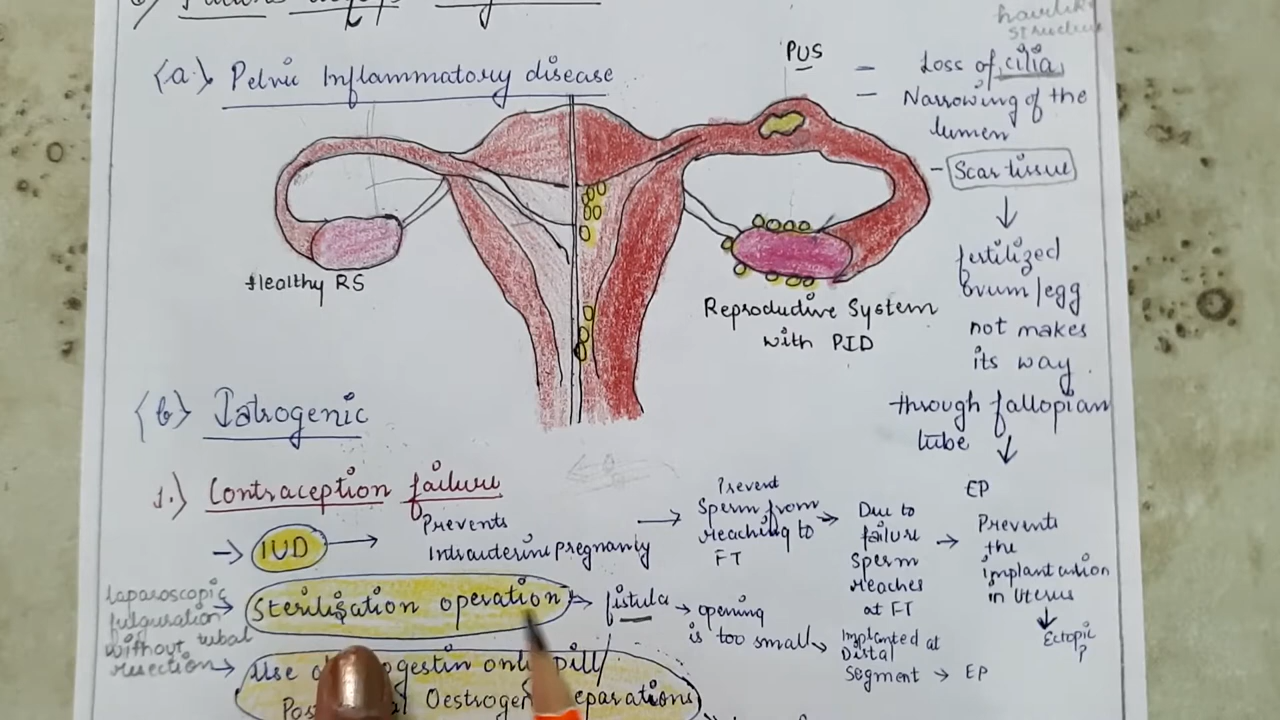 hairlike
structure
(a.) Pelvic Inflammatory disease
PUS
Loss of cilia
Narrowing of the
lumen
Scar tissue
fertilized
ovum/egg
not makes
its way
through fallopian
tube
EP
Healthy RS
Reproductive System
with PID
(b) Iatrogenic
1.) Contraception failure
IUD
Prevents
Intrauterine pregnancy
Prevent
Sperm from
reaching to
FT
Due to
failure
sperm
reaches
at FT
Prevents
the
implantation
in Uterus
Ectopic
P
laparoscopic
fulguration
without tubal
resection
Sterilization operation
fistula
opening
is too small
Implanted at
Distal
segment → EP
Use progestin only pill/
Oestrogen